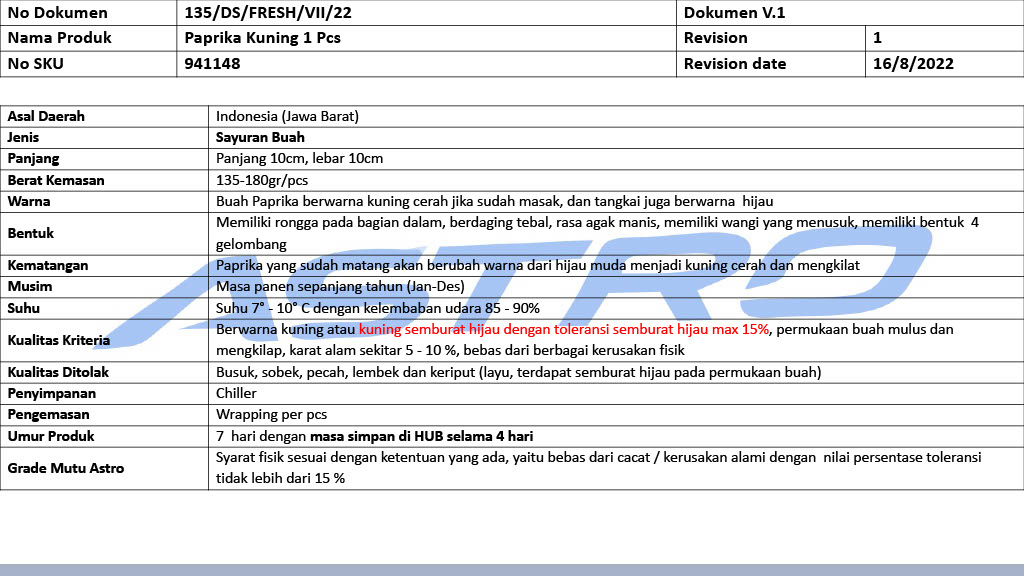 No Dokumen 135/DS/FRESH/VII/22 Dokumen V.1
Nama Produk Paprika Kuning 1 Pcs Revision 1
No SKU 941148 Revision date 16/8/2022
Asal Daerah Indonesia (Jawa Barat)
Jenis Sayuran Buah
Panjang Panjang 10cm, lebar 10cm
Berat Kemasan 135-180gr/pcs
Warna Buah Paprika berwarna kuning cerah jika sudah masak, dan tangkai juga berwarna hijau
Bentuk Memiliki rongga pada bagian dalam, berdaging tebal, rasa agak manis, memiliki wangi yang menusuk, memiliki bentuk 4
gelombang
Kematangan Paprika yang sudah matang akan berubah warna dari hijau muda menjadi kuning cerah dan mengkilat
Musim Masa panen sepanjang tahun (Jan-Des)
Suhu Suhu 7° - 10° C dengan kelembaban udara 85 - 90%
Kualitas Kriteria Berwarna kuning atau kuning semburat hijau dengan toleransi semburat hijau max 15%, permukaan buah mulus dan
mengkilap, karat alam sekitar 5 - 10 %, bebas dari berbagai kerusakan fisik
Kualitas Ditolak Busuk, sobek, pecah, lembek dan keriput (layu, terdapat semburat hijau pada permukaan buah)
Penyimpanan Chiller
Pengemasan Wrapping per pcs
Umur Produk 7 hari dengan masa simpan di HUB selama 4 hari
Grade Mutu Astro Syarat fisik sesuai dengan ketentuan yang ada, yaitu bebas dari cacat / kerusakan alami dengan nilai persentase toleransi
tidak lebih dari 15 %
ASTRO